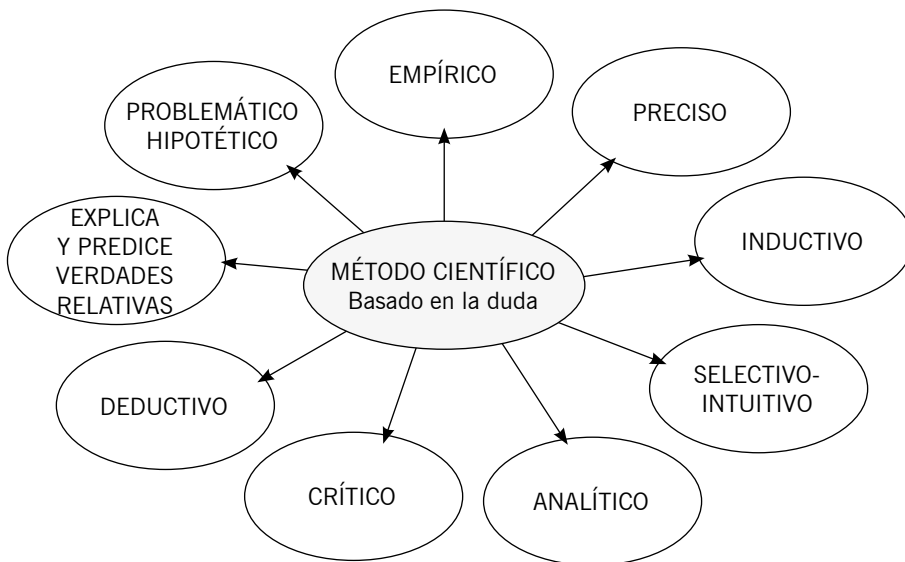 EMPÍRICO
PROBLEMÁTICO
HIPOTÉTICO
PRECISO
EXPLICA
Y PREDICE
VERDADES
RELATIVAS
MÉTODO CIENTÍFICO
Basado en la duda
INDUCTIVO
DEDUCTIVO
SELECTIVO-
INTUITIVO
CRÍTICO
ANALÍTICO